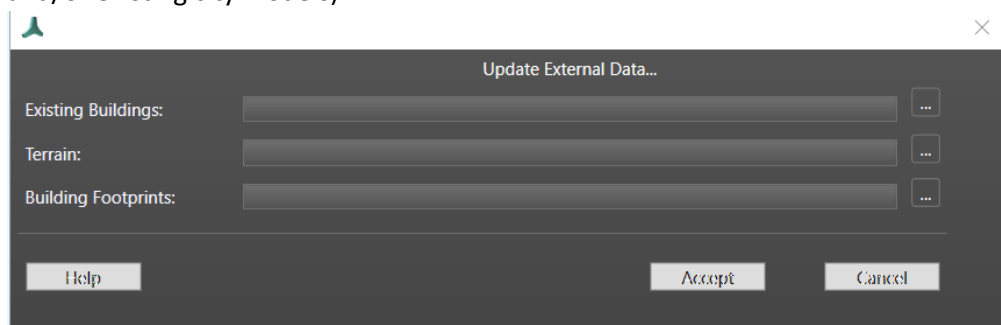 Update External Data...
Existing Buildings:
...
Terrain:
...
Building Footprints:
...
Help
Accept
Cancel